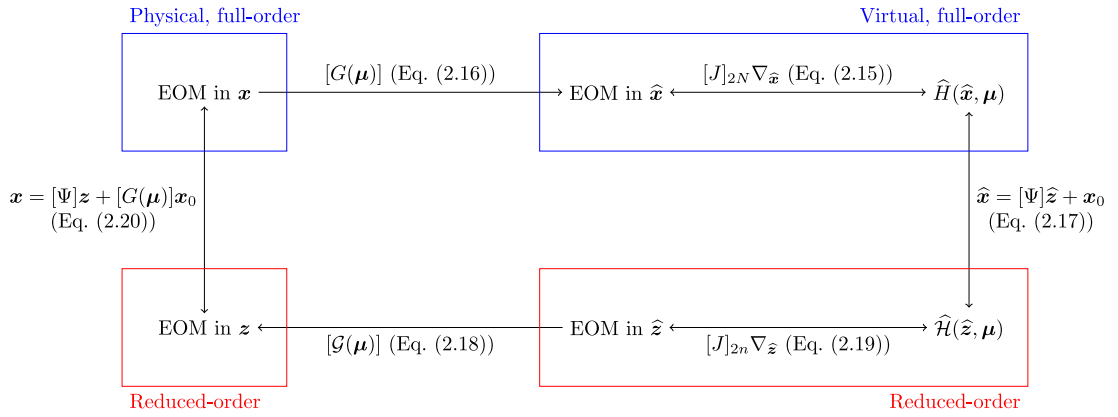 Physical, full-order
Virtual, full-order
[G(μ)] (Eq. (2.16))
[J]_{2N}∇_{x̂} (Eq. (2.15))
EOM in x
EOM in x̂
Ĥ(x̂, μ)
x = [Ψ]z + [G(μ)]x₀
(Eq. (2.20))
x̂ = [Ψ]ẑ + x₀
(Eq. (2.17))
EOM in z
EOM in ẑ
ℋ̂(ẑ, μ)
[𝒢(μ)] (Eq. (2.18))
[J]_{2n}∇_{ẑ} (Eq. (2.19))
Reduced-order
Reduced-order